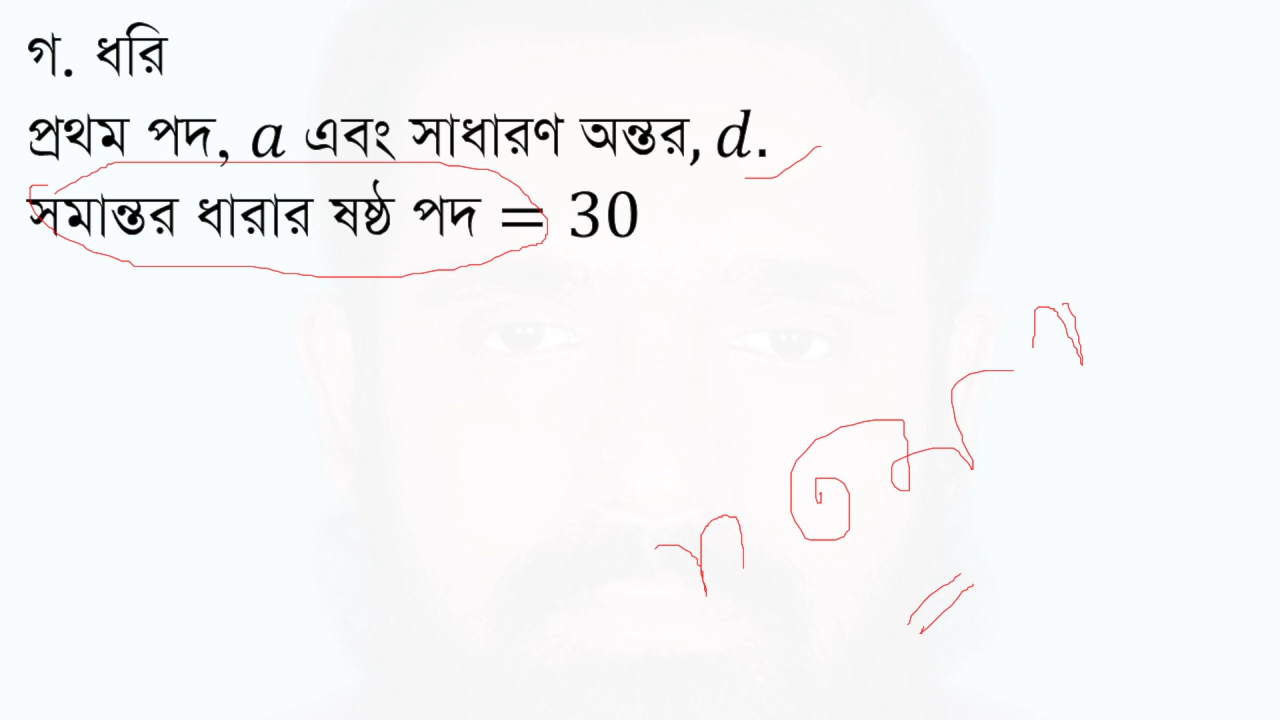 গ. ধরি
প্রথম পদ, a এবং সাধারণ অন্তর, d.
সমান্তর ধারার ষষ্ঠ পদ = 30